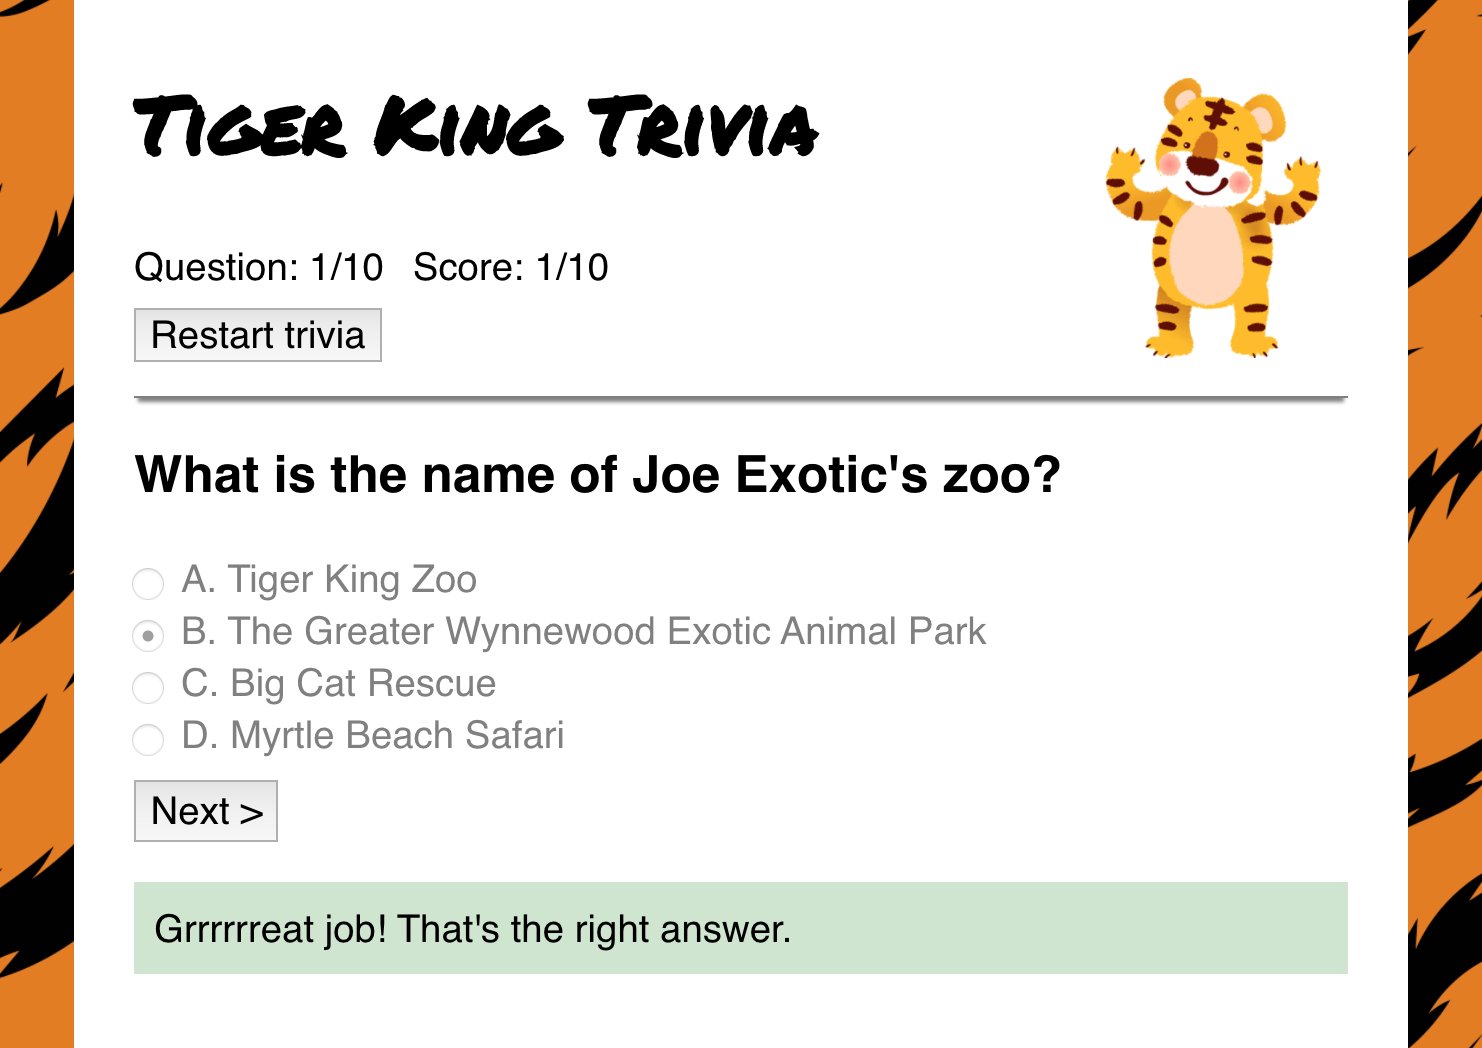 Tiger King Trivia
Question: 1/10 Score: 1/10
Restart trivia
What is the name of Joe Exotic's zoo?
A. Tiger King Zoo
B. The Greater Wynnewood Exotic Animal Park
C. Big Cat Rescue
D. Myrtle Beach Safari
Next >
Grrrrrreat job! That's the right answer.